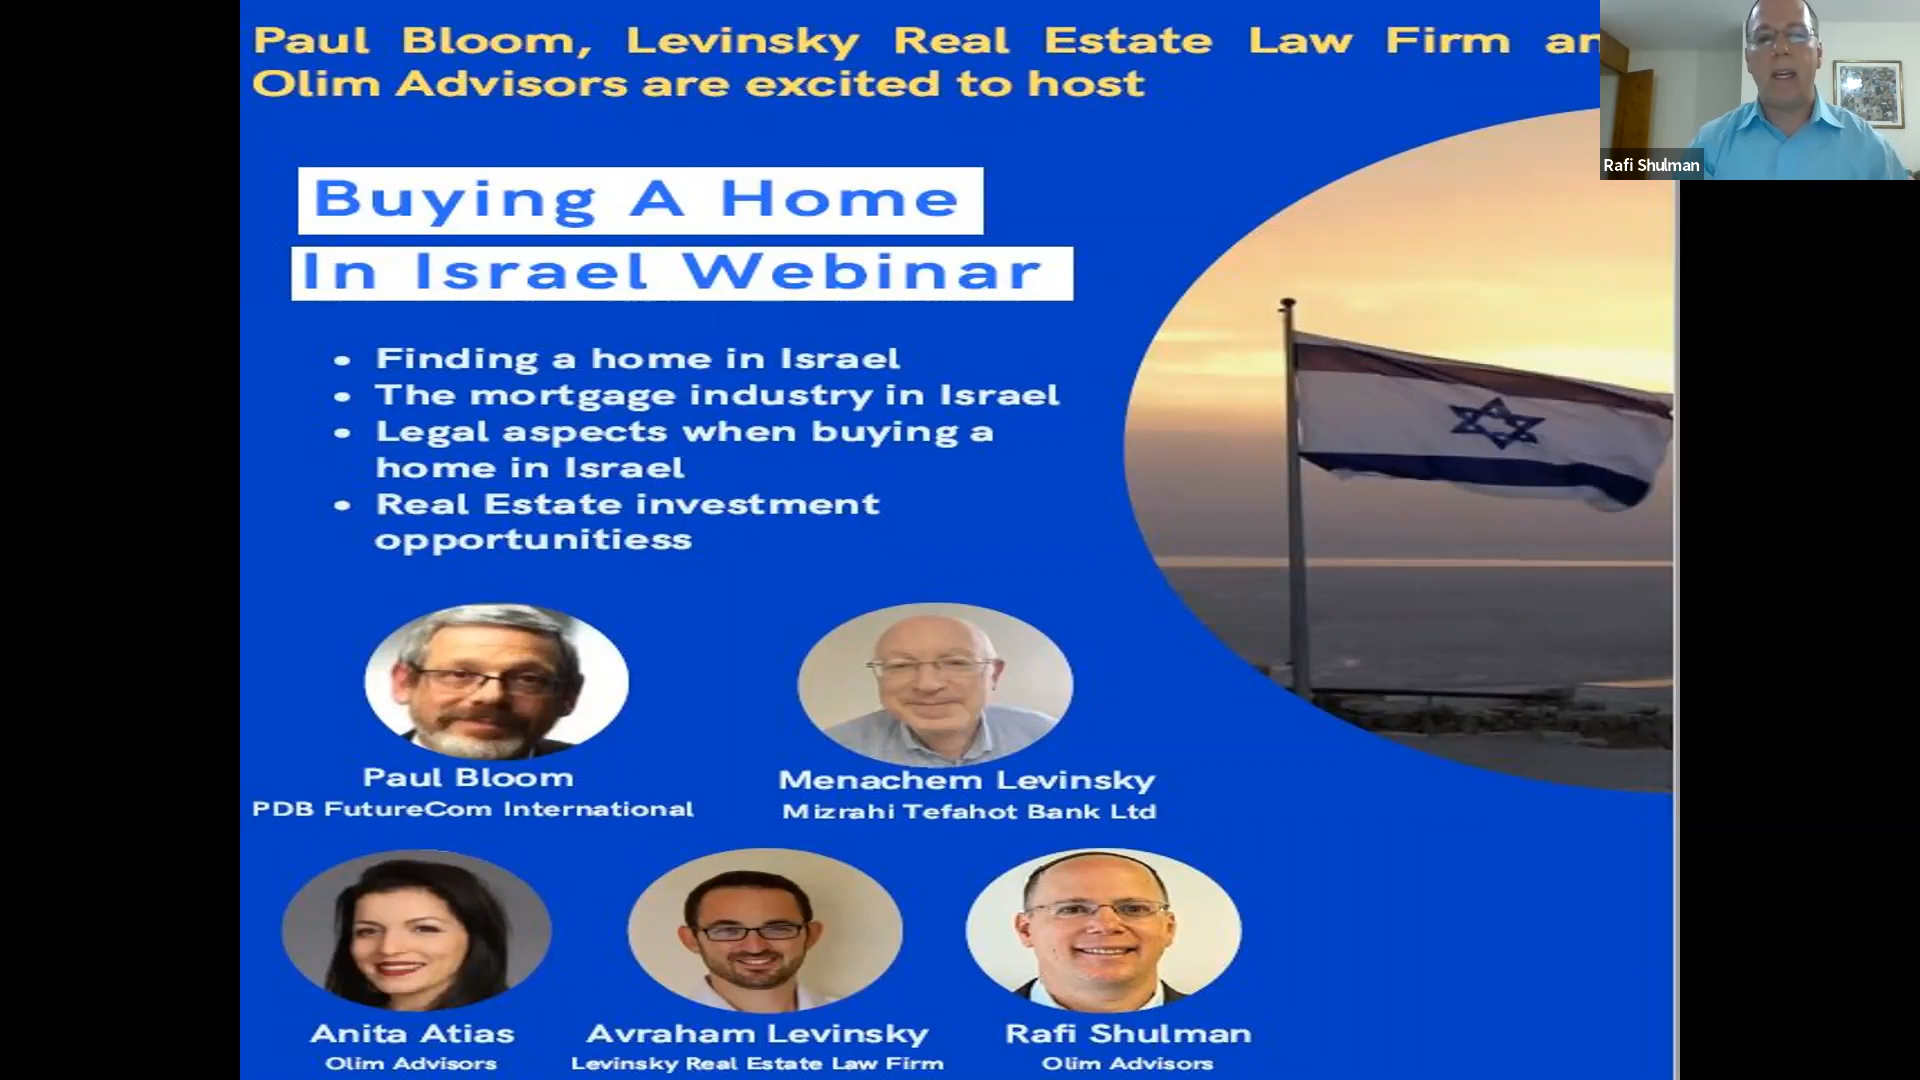 Paul Bloom, Levinsky Real Estate Law Firm an
Olim Advisors are excited to host
Rafi Shulman
Buying A Home
In Israel Webinar
• Finding a home in Israel
• The mortgage industry in Israel
• Legal aspects when buying a
home in Israel
• Real Estate investment
opportunitiess
Paul Bloom
PDB FutureCom International
Menachem Levinsky
Mizrahi Tefahot Bank Ltd
Anita Atias
Olim Advisors
Avraham Levinsky
Levinsky Real Estate Law Firm
Rafi Shulman
Olim Advisors